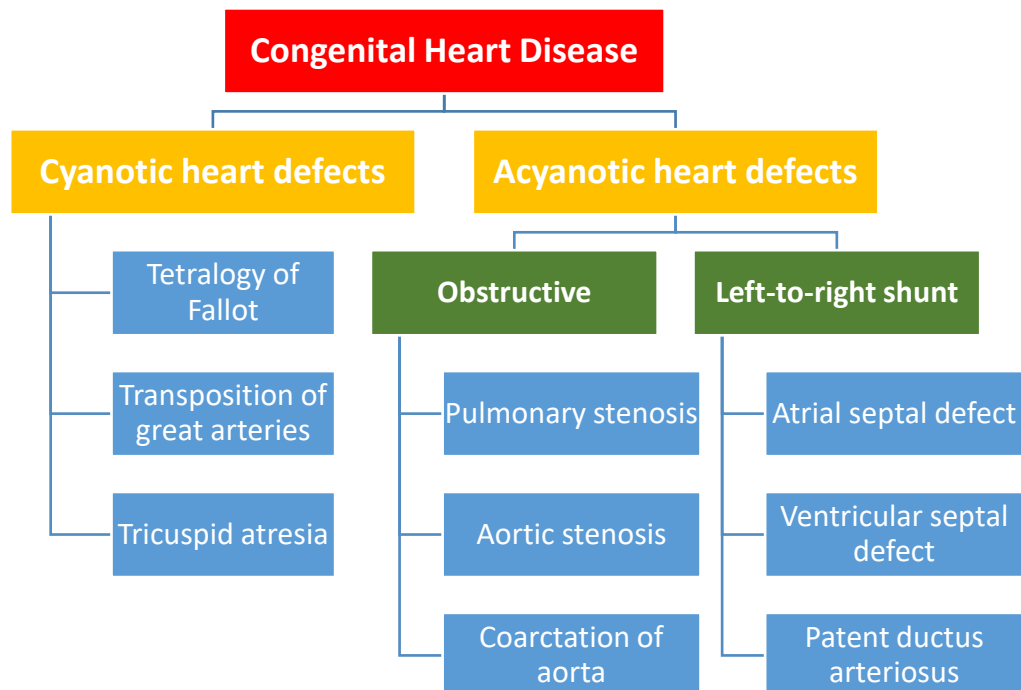 Congenital Heart Disease
Cyanotic heart defects
Acyanotic heart defects
Tetralogy of
Fallot
Transposition of
great arteries
Tricuspid atresia
Obstructive
Pulmonary stenosis
Aortic stenosis
Coarctation of
aorta
Left-to-right shunt
Atrial septal defect
Ventricular septal
defect
Patent ductus
arteriosus